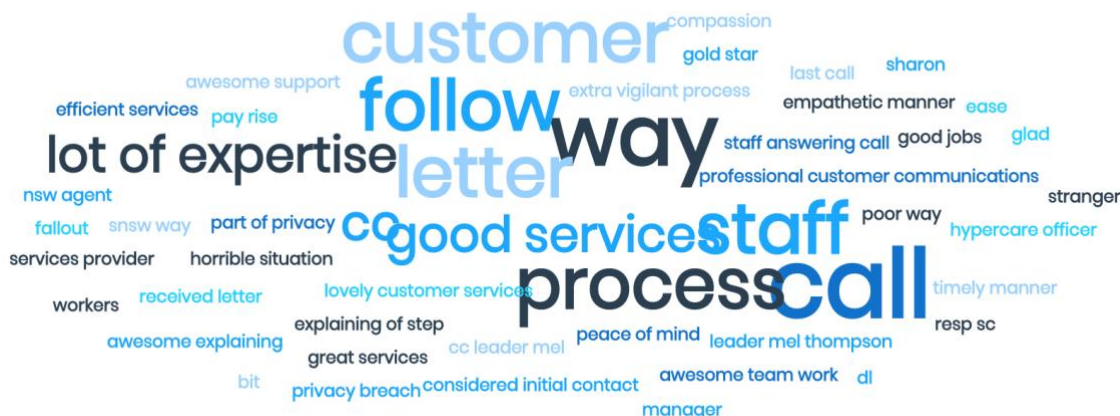 customer
compassion
gold star
last call
sharon
awesome support
follow
extra vigilant process
empathetic manner
ease
efficient services
pay rise
way
staff answering call
good jobs
glad
lot of expertise
letter
professional customer communications
nsw agent
stranger
fallout
snsw way
part of privacy
cc
good services
staff
poor way
hypercare officer
services provider
horrible situation
process
call
workers
received letter
lovely customer services
timely manner
explaining of step
resp sc
awesome explaining
great services
cc leader mel
peace of mind
leader mel thompson
bit
privacy breach
considered initial contact
awesome team work
dl
manager